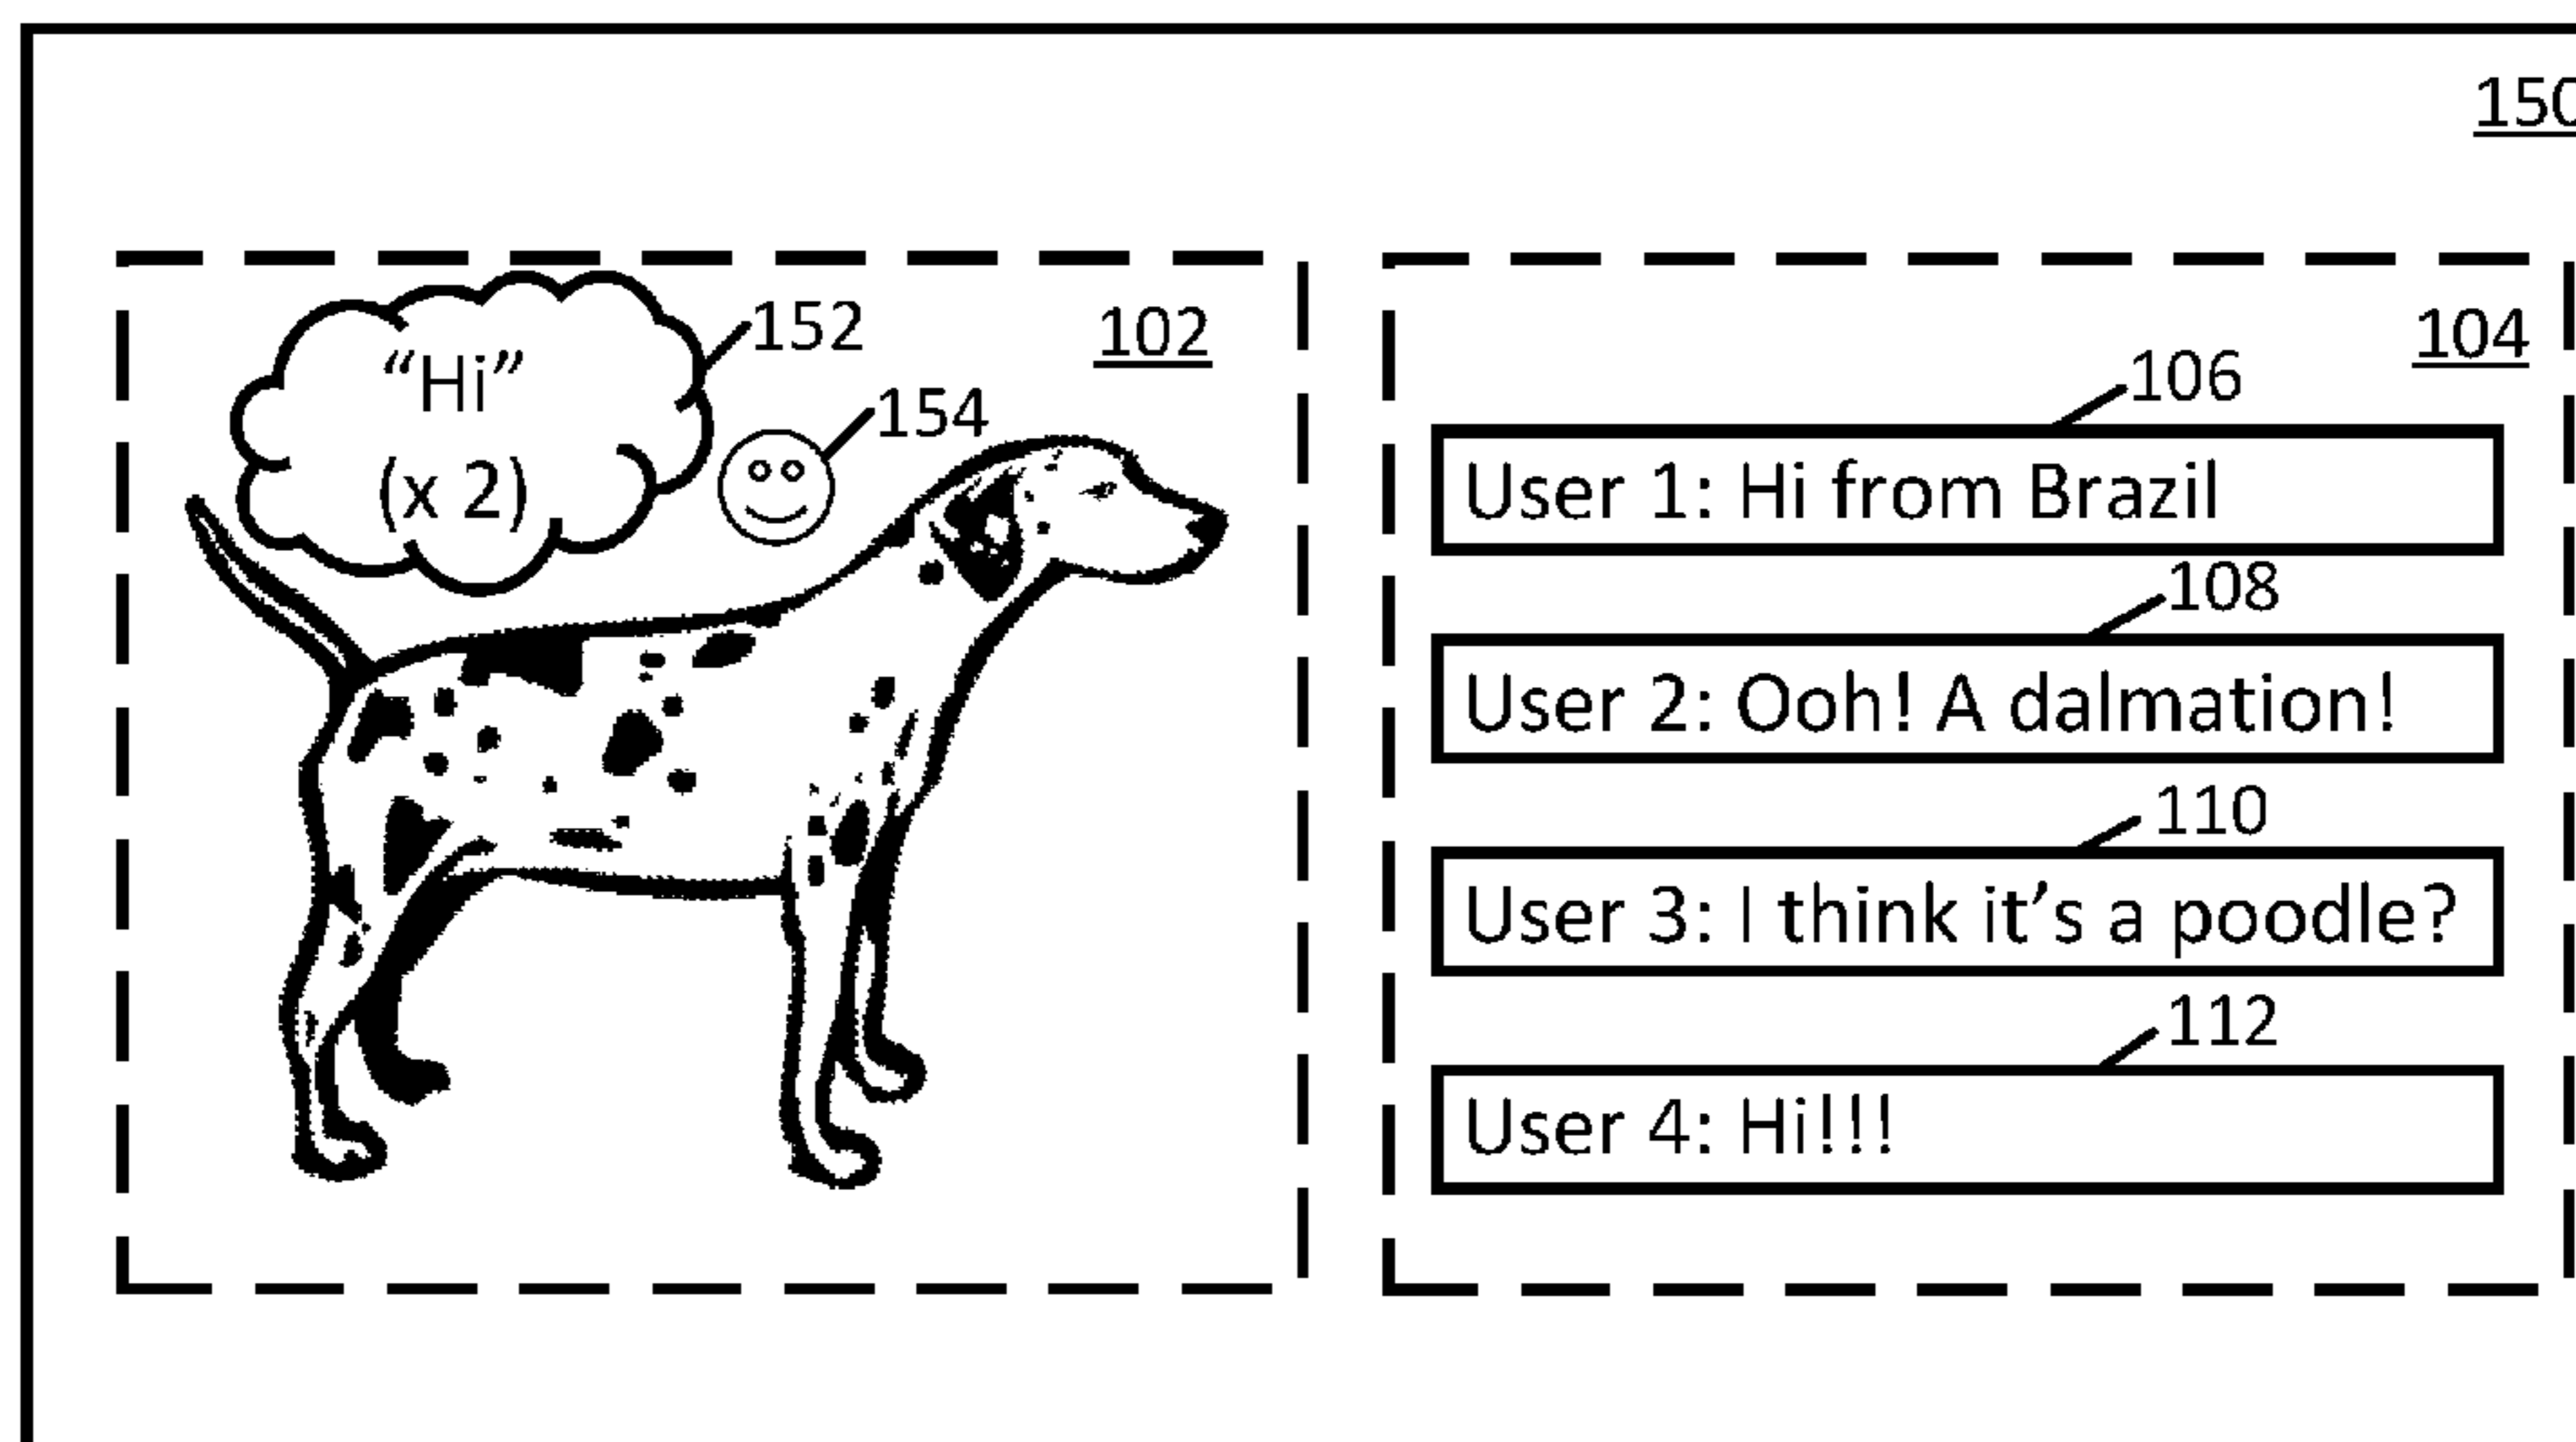 150
152
102
“Hi”
(x 2)
154
104
106
User 1: Hi from Brazil
108
User 2: Ooh! A dalmation!
110
User 3: I think it’s a poodle?
112
User 4: Hi!!!